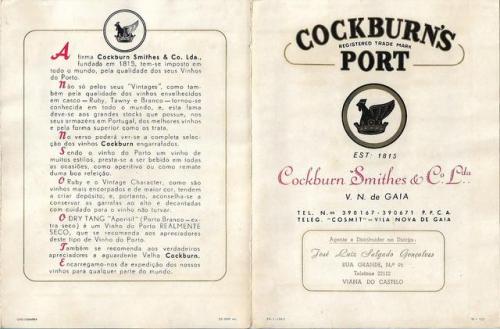 A firma Cockburn Smithes & Co. Lda.,
fundada em 1815, tem-se imposto em
todo o mundo, pela qualidade dos seus Vinhos
do Porto.
Não só pelos seus "Vintages", como tam-
bém pela qualidade dos vinhos envelhecidos
em casco — Ruby, Tawny e Branco — tornou-se
conhecida em todo o mundo, e, esta fama
deve-se aos grandes stocks que possue, nos
seus armazéns em Portugal, dos melhores vinhos
e pela forma superior como os trata.
No verso poderá ver-se a completa selec-
ção dos vinhos Cockburn engarrafados.
Sendo o vinho do Porto um vinho de
muitos estilos, presta-se a ser bebido em todas
as ocasiões, como aperitivo ou como remate
duma boa refeição.
O Ruby e o Vintage Character, como são
vinhos mais encorpados e de maior cor, tendem
a criar depósito; e, portanto, aconselha-se a
conservar as garrafas ao alto e decantadas
com cuidado para o vinho não turvar.
O DRY TANG "Aperitif" (Porto Branco — ex-
tra seco) é um Vinho do Porto REALMENTE
SECO, que se recomenda aos apreciadores
deste tipo de Vinho do Porto.
Também se recomenda aos verdadeiros
apreciadores a aguardente Velha Cockburn.
Encarregamo-nos da expedição dos nossos
vinhos para qualquer parte do mundo.
COCKBURN'S
REGISTERED TRADE MARK
PORT
EST. 1815
Cockburn Smithes & Co. Lda.
V. N. de GAIA
TEL. N.os 398167-390671 P.P.C.A.
TELEG. "COSMIT" — VILA NOVA DE GAIA
Agente e Distribuidor no Distrito:
José Luiz Salgado Gonçalves
RUA GRANDE, N.º 96
Telefone 22152
VIANA DO CASTELO